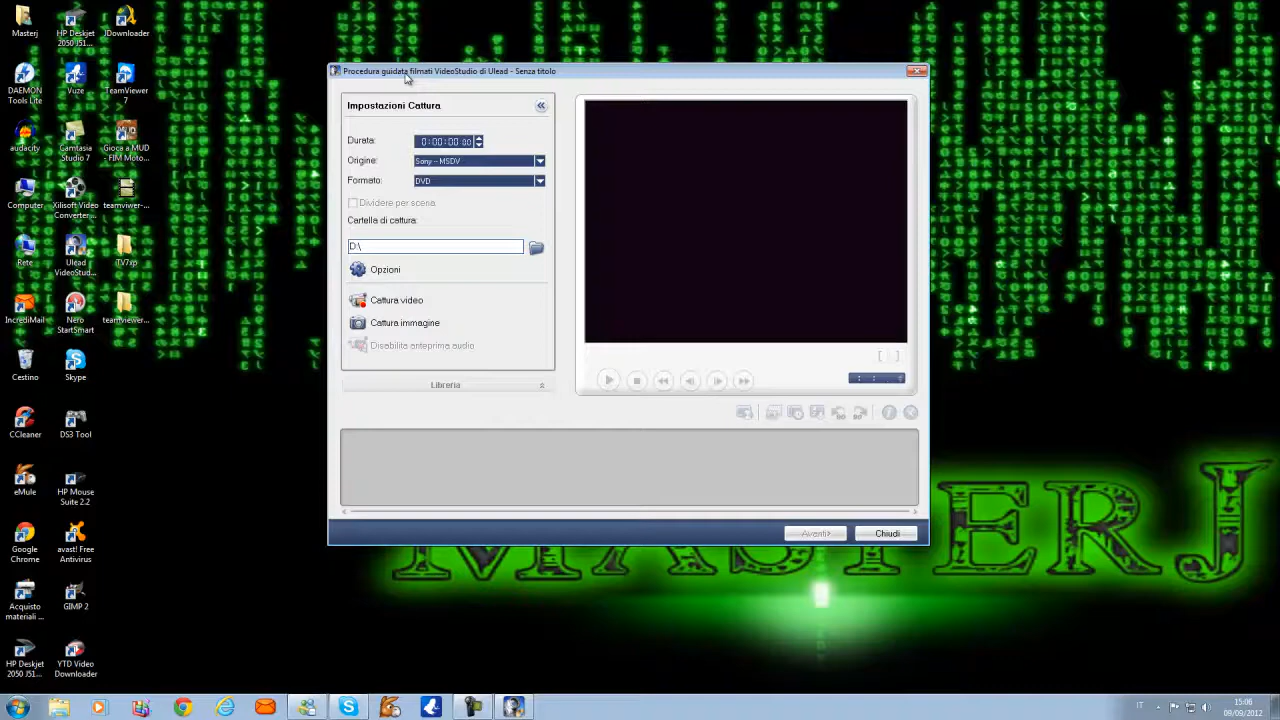 Masterj
HP Deskjet
2050 J51...
JDownloader
Procedura guidata filmati VideoStudio di Ulead - Senza titolo
DAEMON
Tools Lite
Vuze
TeamViewer
7
Impostazioni Cattura
Durata:
0:00:00:00
Origine:
Sony -- MSDV
Formato:
DVD
Dividere per scena
Cartella di cattura:
D:\
Opzioni
Cattura video
Cattura immagine
Disabilita anteprima audio
Libreria
audacity
Camtasia
Studio 7
Gioca a MUD
- FIM Moto...
Computer
Xilisoft Video
Converter...
teamviwer-...
Rete
Ulead
VideoStud...
TV7xp
IncrediMail
Nero
StartSmart
teamviewer...
Cestino
Skype
CCleaner
DS3 Tool
eMule
HP Mouse
Suite 2.2
Google
Chrome
avast! Free
Antivirus
Acquisto
materiali ...
GIMP 2
HP Deskjet
2050 J51...
YTD Video
Downloader
Avanti>
Chiudi
MASTERJ
IT
15:06
09/09/2012